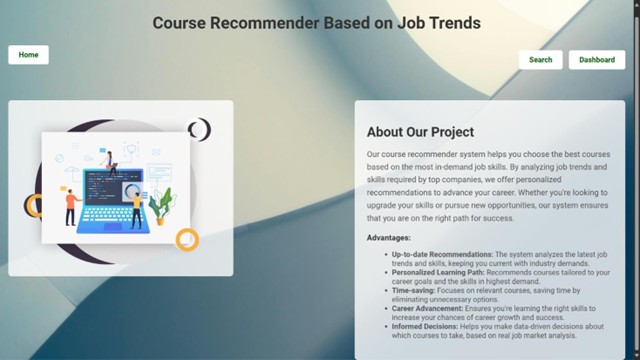 Course Recommender Based on Job Trends
Home
Search
Dashboard
About Our Project
Our course recommender system helps you choose the best courses
based on the most in-demand job skills. By analyzing job trends and
skills required by top companies, we offer personalized
recommendations to advance your career. Whether you're looking to
upgrade your skills or pursue new opportunities, our system ensures
that you are on the right path for success.
Advantages:
• Up-to-date Recommendations: The system analyzes the latest job
trends and skills, keeping you current with industry demands.
• Personalized Learning Path: Recommends courses tailored to your
career goals and the skills in highest demand.
• Time-saving: Focuses on relevant courses, saving time by
eliminating unnecessary options.
• Career Advancement: Ensures you're learning the right skills to
increase your chances of career growth and success.
• Informed Decisions: Helps you make data-driven decisions about
which courses to take, based on real job market analysis.